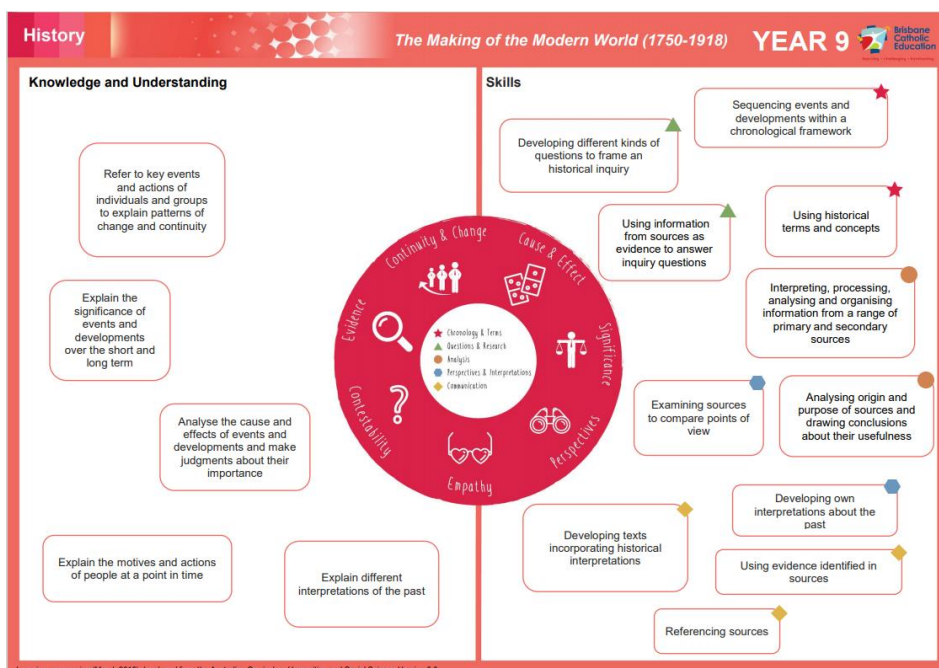 History
The Making of the Modern World (1750-1918)
YEAR 9
Brisbane
Catholic
Education
Knowledge and Understanding
Refer to key events
and actions of
individuals and groups
to explain patterns of
change and continuity
Explain the
significance of
events and
developments
over the short and
long term
Analyse the cause and
effects of events and
developments and make
judgments about their
importance
Explain the motives and actions
of people at a point in time
Explain different
interpretations of the past
Continuity & Change
Cause & Effect
Significance
Perspectives
Empathy
Contestability
Evidence
Chronology & Terms
Questions & Research
Analysis
Perspectives & Interpretations
Communication
Skills
Sequencing events and
developments within a
chronological framework
Developing different kinds of
questions to frame an
historical inquiry
Using information
from sources as
evidence to answer
inquiry questions
Using historical
terms and concepts
Interpreting, processing,
analysing and organising
information from a range of
primary and secondary
sources
Examining sources
to compare points of
view
Analysing origin and
purpose of sources and
drawing conclusions
about their usefulness
Developing own
interpretations about the
past
Developing texts
incorporating historical
interpretations
Using evidence identified in
sources
Referencing sources